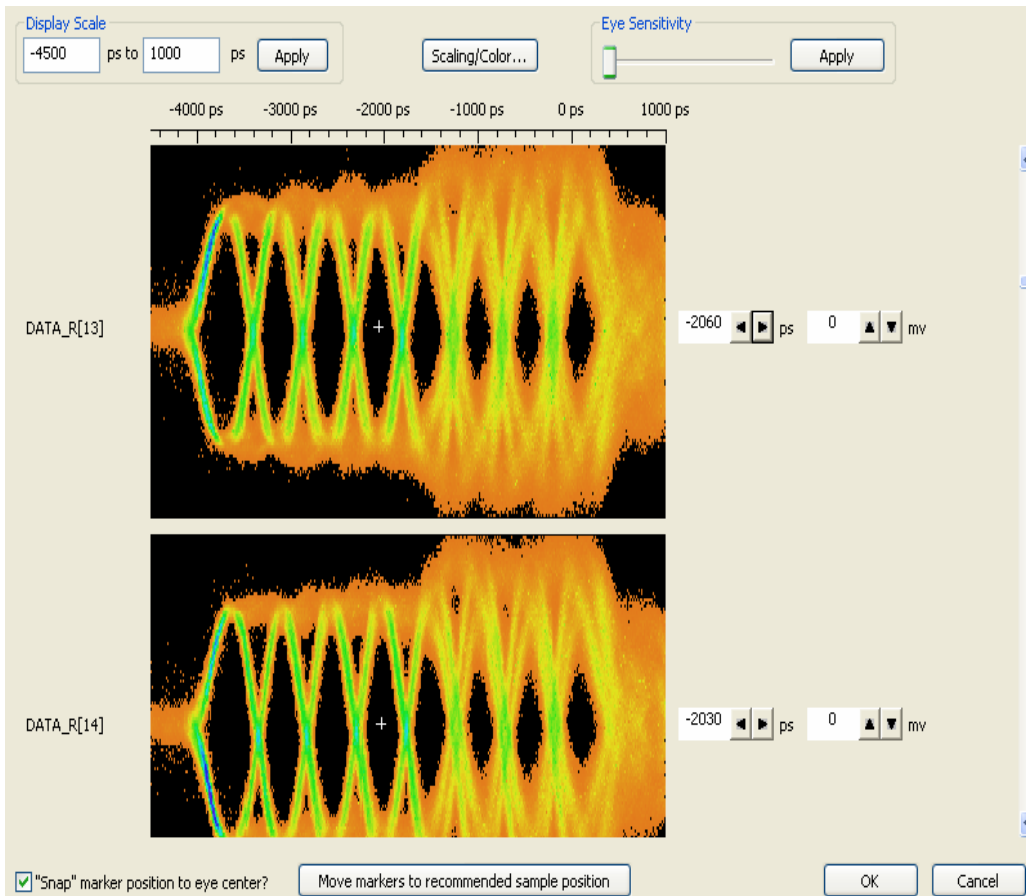 Display Scale
Eye Sensitivity
-4500 ps to 1000 ps Apply
Scaling/Color...
Apply
-4000 ps -3000 ps -2000 ps -1000 ps 0 ps 1000 ps
DATA_R[13]
-2060 ps 0 mv
DATA_R[14]
-2030 ps 0 mv
"Snap" marker position to eye center?
Move markers to recommended sample position
OK
Cancel